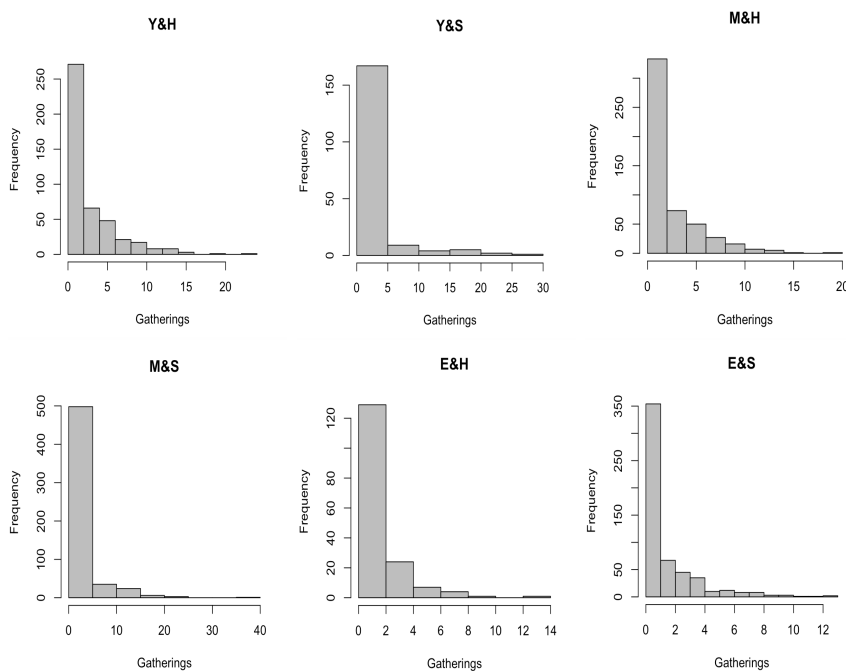 Y&H
Frequency
0 50 100 150 200 250
0 5 10 15 20
Gatherings
Y&S
Frequency
0 50 100 150
0 5 10 15 20 25 30
Gatherings
M&H
Frequency
0 50 150 250
0 5 10 15 20
Gatherings
M&S
Frequency
0 100 200 300 400 500
0 10 20 30 40
Gatherings
E&H
Frequency
0 20 40 60 80 120
0 2 4 6 8 10 12 14
Gatherings
E&S
Frequency
0 50 150 250 350
0 2 4 6 8 10 12
Gatherings